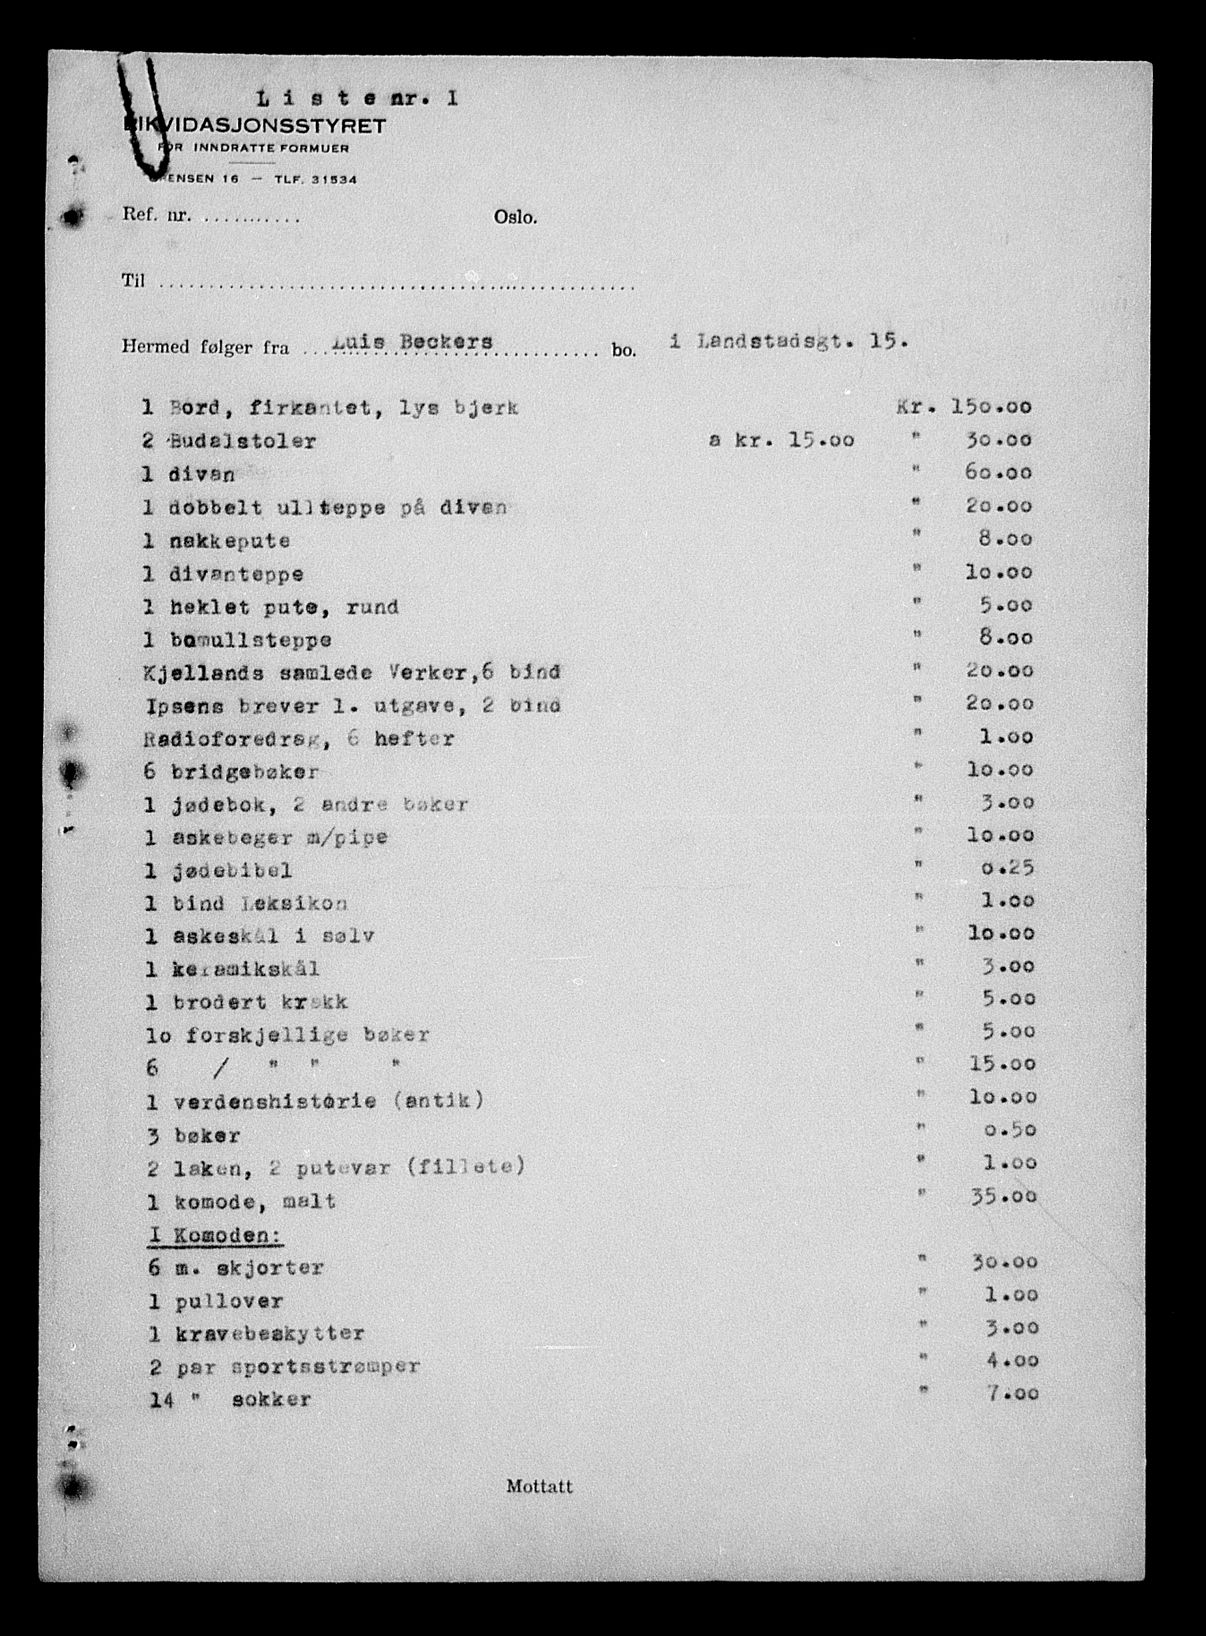 L i s t e nr. 1
LIKVIDASJONSSTYRET
FOR INNDRATTE FORMUER
GRENSEN 16 — TLF. 31534
Ref. nr. ........... Oslo.
Til ................................................
Hermed følger fra Luis Beckers bo. i Landstadsgt. 15.
1 Bord, firkantet, lys bjerk Kr. 150.00
2 Budalstoler a kr. 15.00 " 30.00
1 divan " 60.00
1 dobbelt ullteppe på divan " 20.00
1 nakkepute " 8.00
1 divanteppe " 10.00
1 heklet pute, rund " 5.00
1 bomullsteppe " 8.00
Kjellands samlede Verker,6 bind " 20.00
Ipsens brever 1. utgave, 2 bind " 20.00
Radioforedrag, 6 hefter " 1.00
6 bridgebøker " 10.00
1 jødebok, 2 andre bøker " 3.00
1 askebeger m/pipe " 10.00
1 jødebibel " 0.25
1 bind Leksikon " 1.00
1 askeskål i sølv " 10.00
1 keramikskål " 3.00
1 brodert krakk " 5.00
10 forskjellige bøker " 5.00
6 / " " " " 15.00
1 verdenshistorie (antik) " 10.00
3 bøker " 0.50
2 laken, 2 putevar (fillete) " 1.00
1 komode, malt " 35.00
I Komoden:
6 m. skjorter " 30.00
1 pullover " 1.00
1 kravebeskytter " 3.00
2 par sportsstrømper " 4.00
14 " sokker " 7.00
Mottatt